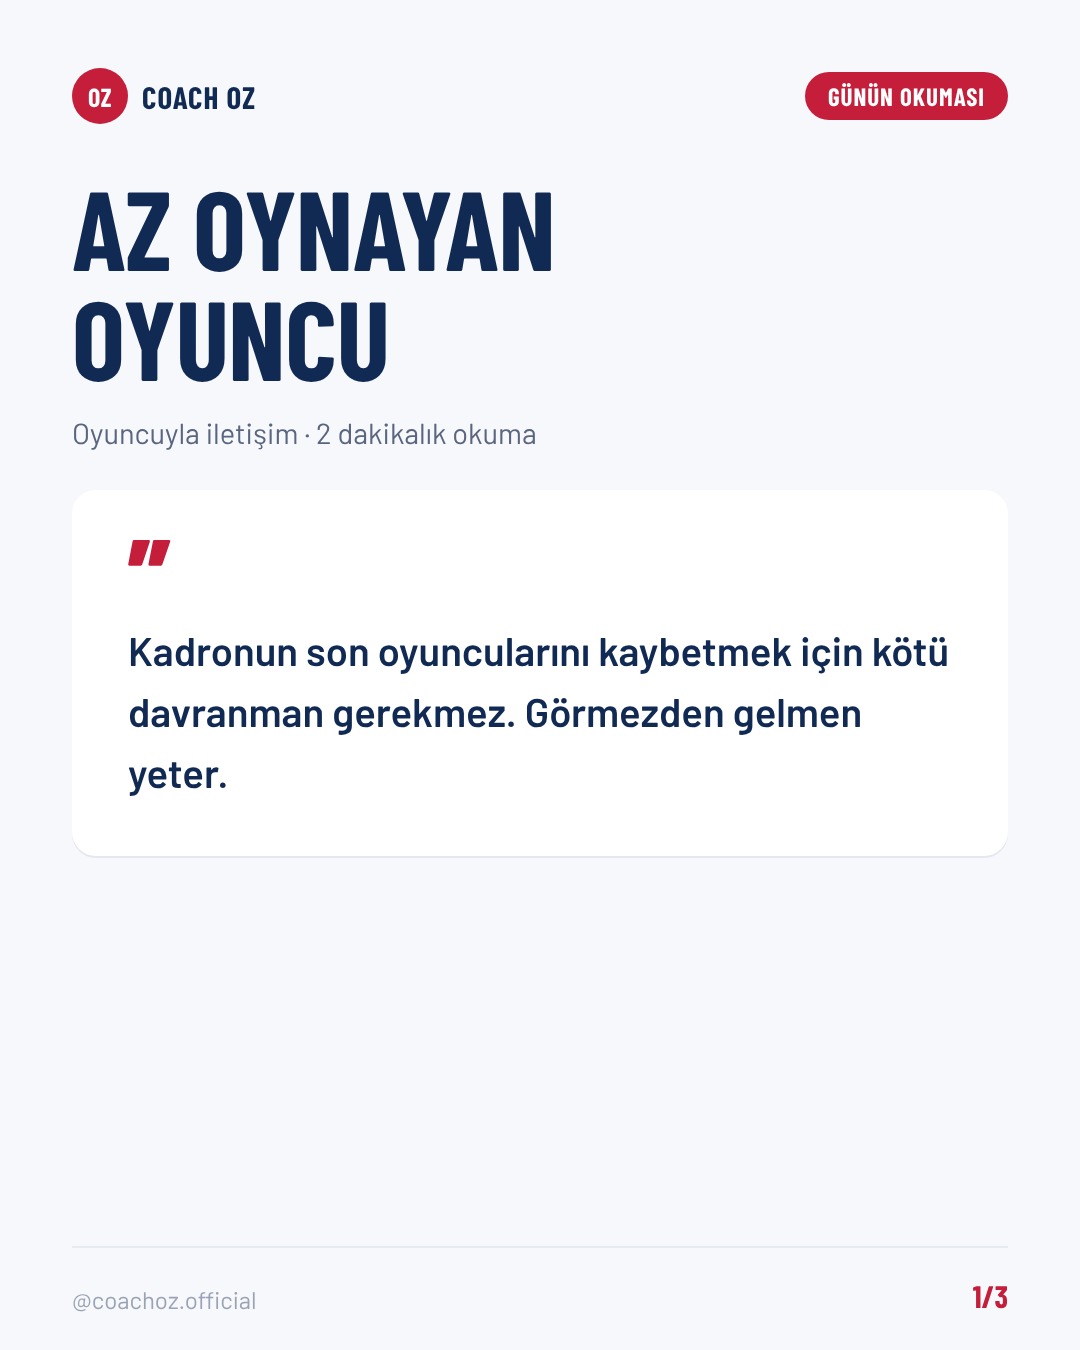 OZ COACH OZ
GÜNÜN OKUMASI
AZ OYNAYAN
OYUNCU
Oyuncuyla iletişim · 2 dakikalık okuma
"
Kadronun son oyuncularını kaybetmek için kötü
davranman gerekmez. Görmezden gelmen
yeter.
@coachoz.official
1/3